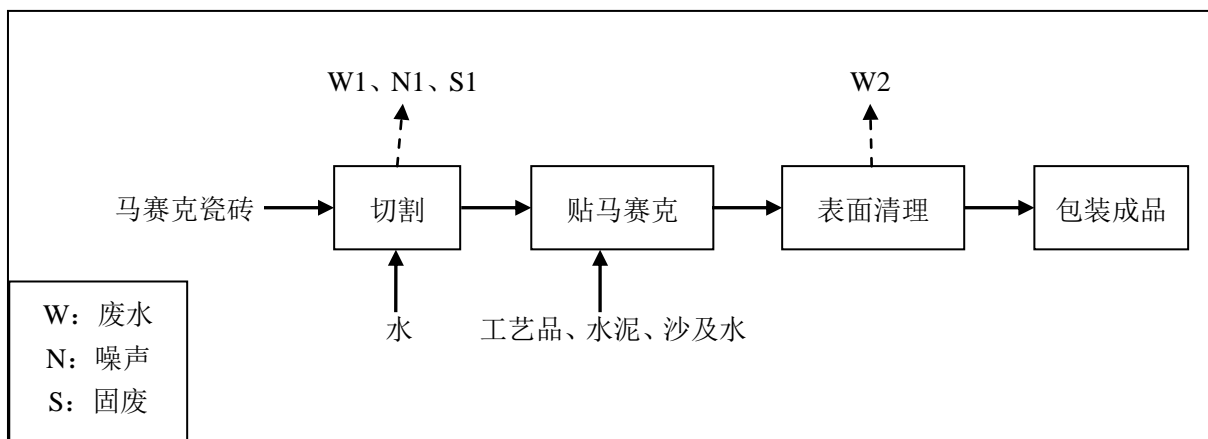 W1、N1、S1
W2
马赛克瓷砖
切割
贴马赛克
表面清理
包装成品
水
工艺品、水泥、沙及水
W：废水
N：噪声
S：固废